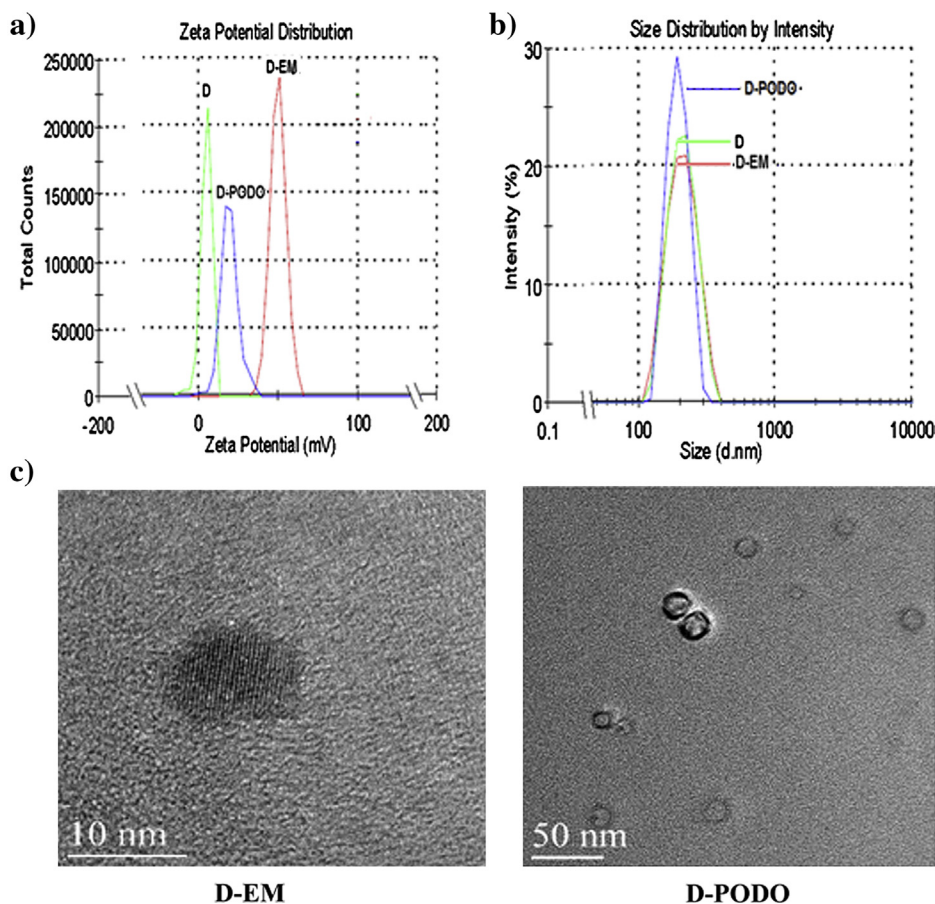 a)
Zeta Potential Distribution
250000
200000
150000
100000
50000
0
Total Counts
D
D-PODO
D-EM
-200
0
100
200
Zeta Potential (mV)
b)
Size Distribution by Intensity
30
20
10
0
Intensity (%)
D-PODO
D
D-EM
0.1
100
1000
10000
Size (d.nm)
c)
10 nm
50 nm
D-EM
D-PODO